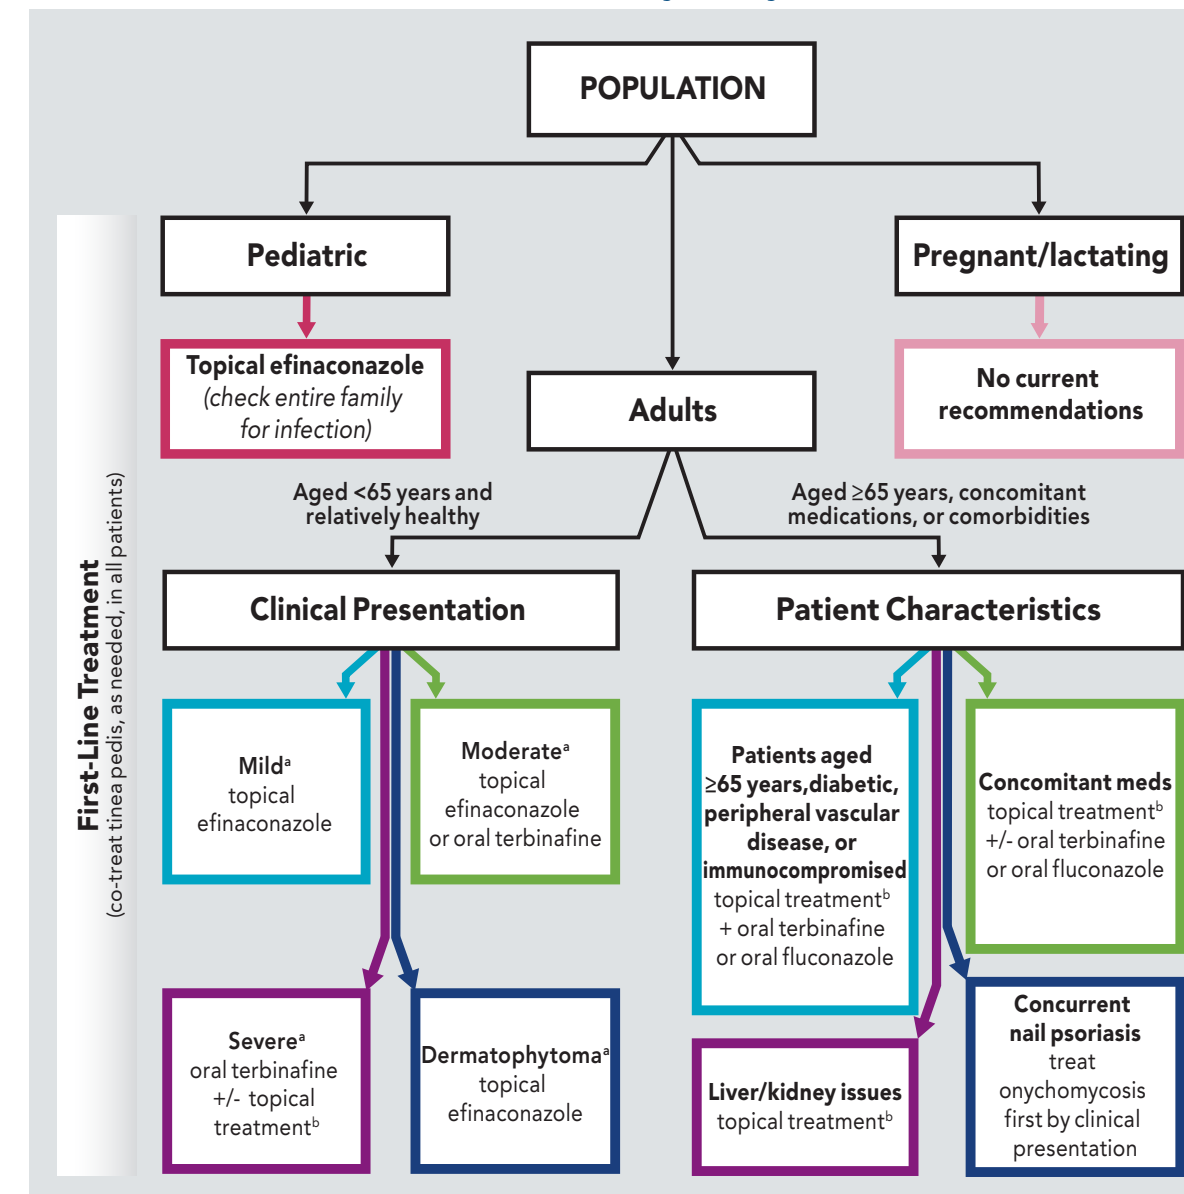 POPULATION
Pediatric
Pregnant/lactating
Topical efinaconazole
(check entire family
for infection)
No current
recommendations
Adults
Aged <65 years and
relatively healthy
Aged ≥65 years, concomitant
medications, or comorbidities
First-Line Treatment
(co-treat tinea pedis, as needed, in all patients)
Clinical Presentation
Patient Characteristics
Mildᵃ
topical
efinaconazole
Moderateᵃ
topical
efinaconazole
or oral terbinafine
Patients aged
≥65 years,diabetic,
peripheral vascular
disease, or
immunocompromised
topical treatmentᵇ
+ oral terbinafine
or oral fluconazole
Concomitant meds
topical treatmentᵇ
+/- oral terbinafine
or oral fluconazole
Severeᵃ
oral terbinafine
+/- topical
treatmentᵇ
Dermatophytomaᵃ
topical
efinaconazole
Liver/kidney issues
topical treatmentᵇ
Concurrent
nail psoriasis
treat
onychomycosis
first by clinical
presentation